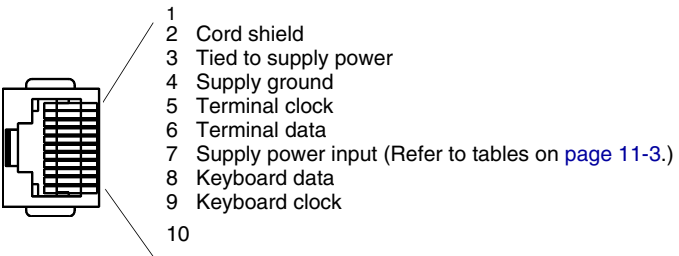 1
2 Cord shield
3 Tied to supply power
4 Supply ground
5 Terminal clock
6 Terminal data
7 Supply power input (Refer to tables on page 11-3.)
8 Keyboard data
9 Keyboard clock
10